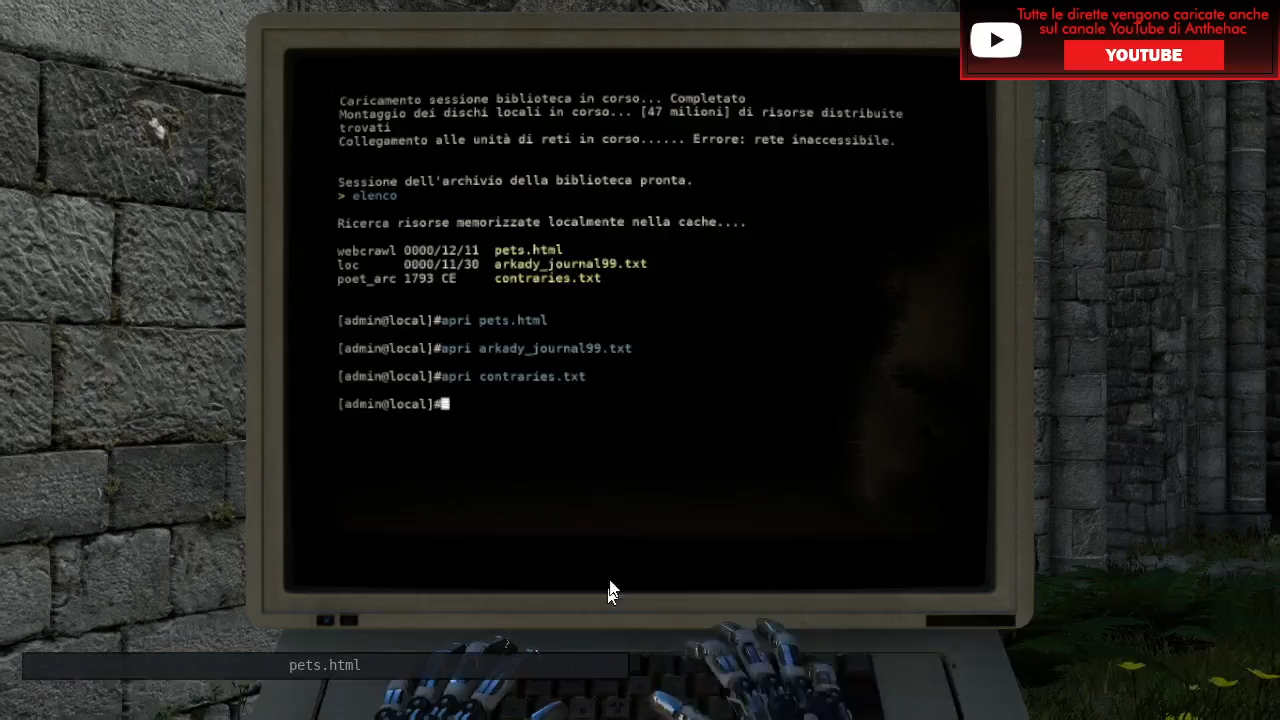 Tutte le dirette vengono caricate anche
sul canale YouTube di Anthehac
YOUTUBE
Caricamento sessione biblioteca in corso... Completato
Montaggio dei dischi locali in corso... [47 milioni] di risorse distribuite
trovati
Collegamento alle unità di reti in corso...... Errore: rete inaccessibile.
Sessione dell'archivio della biblioteca pronta.
> elenco
Ricerca risorse memorizzate localmente nella cache....
webcrawl 0000/12/11 pets.html
loc 0000/11/30 arkady_journal99.txt
poet_arc 1793 CE contraries.txt
[admin@local]#apri pets.html
[admin@local]#apri arkady_journal99.txt
[admin@local]#apri contraries.txt
[admin@local]#
pets.html